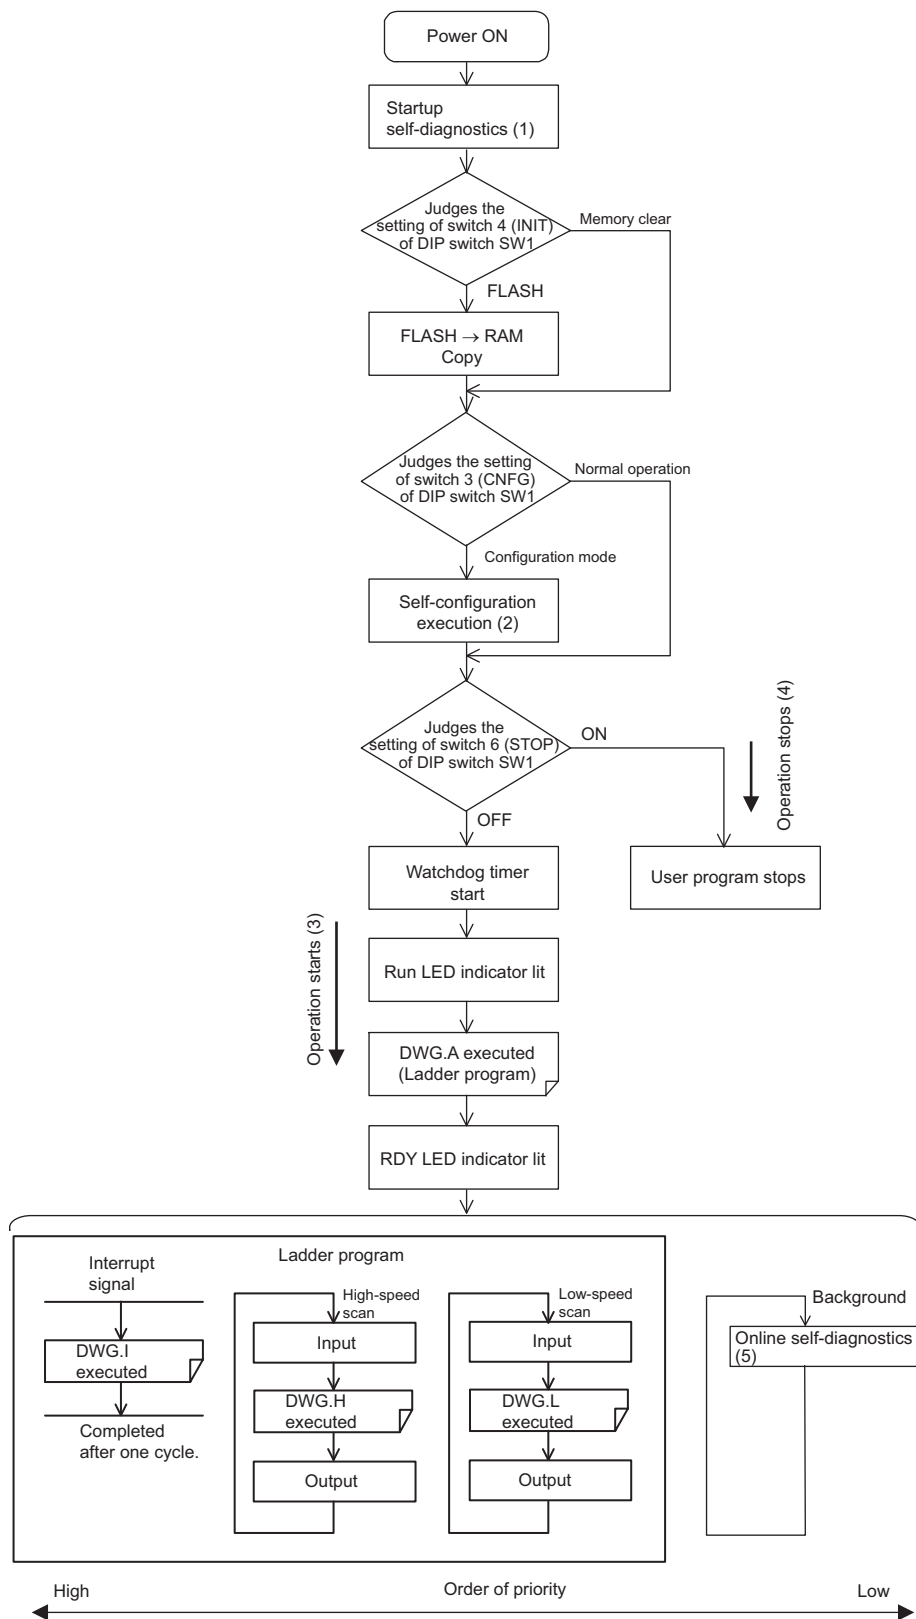 Power ON
Startup
self-diagnostics (1)
Judges the
setting of switch 4 (INIT)
of DIP switch SW1
Memory clear
FLASH
FLASH → RAM
Copy
Judges the setting
of switch 3 (CNFG)
of DIP switch SW1
Normal operation
Configuration mode
Self-configuration
execution (2)
Judges the
setting of switch 6 (STOP)
of DIP switch SW1
ON
Operation stops (4)
OFF
Watchdog timer
start
User program stops
Operation starts (3)
Run LED indicator lit
DWG.A executed
(Ladder program)
RDY LED indicator lit
Ladder program
Interrupt
signal
DWG.I
executed
Completed
after one cycle.
High-speed
scan
Input
DWG.H
executed
Output
Low-speed
scan
Input
DWG.L
executed
Output
Background
Online self-diagnostics
(5)
High
Order of priority
Low